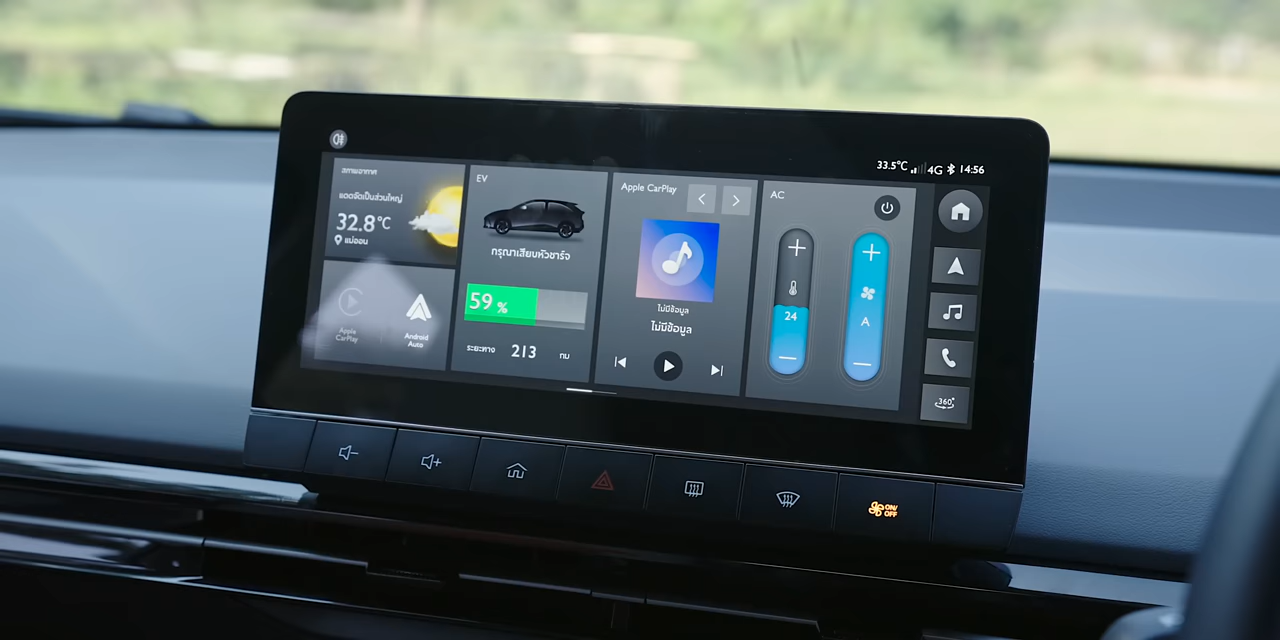 33.5°C 4G 14:56
สภาพอากาศ
แดดจัดเป็นส่วนใหญ่
32.8°C
แม่ออน
Apple
CarPlay
Android
Auto
EV
กรุณาเสียบหัวชาร์จ
59 %
ระยะทาง 213 กม
Apple CarPlay
ไม่มีข้อมูล
ไม่มีข้อมูล
AC
24
A
360°
ON/
OFF